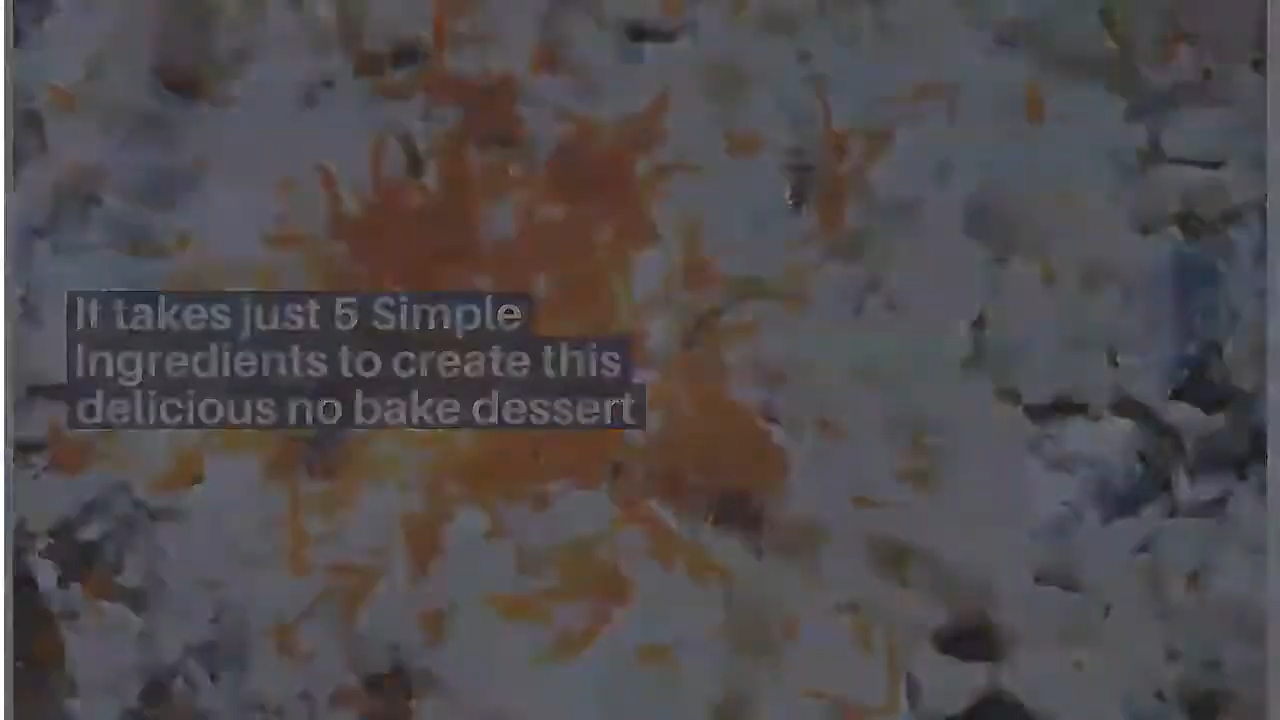 It takes just 5 Simple
Ingredients to create this
delicious no bake dessert